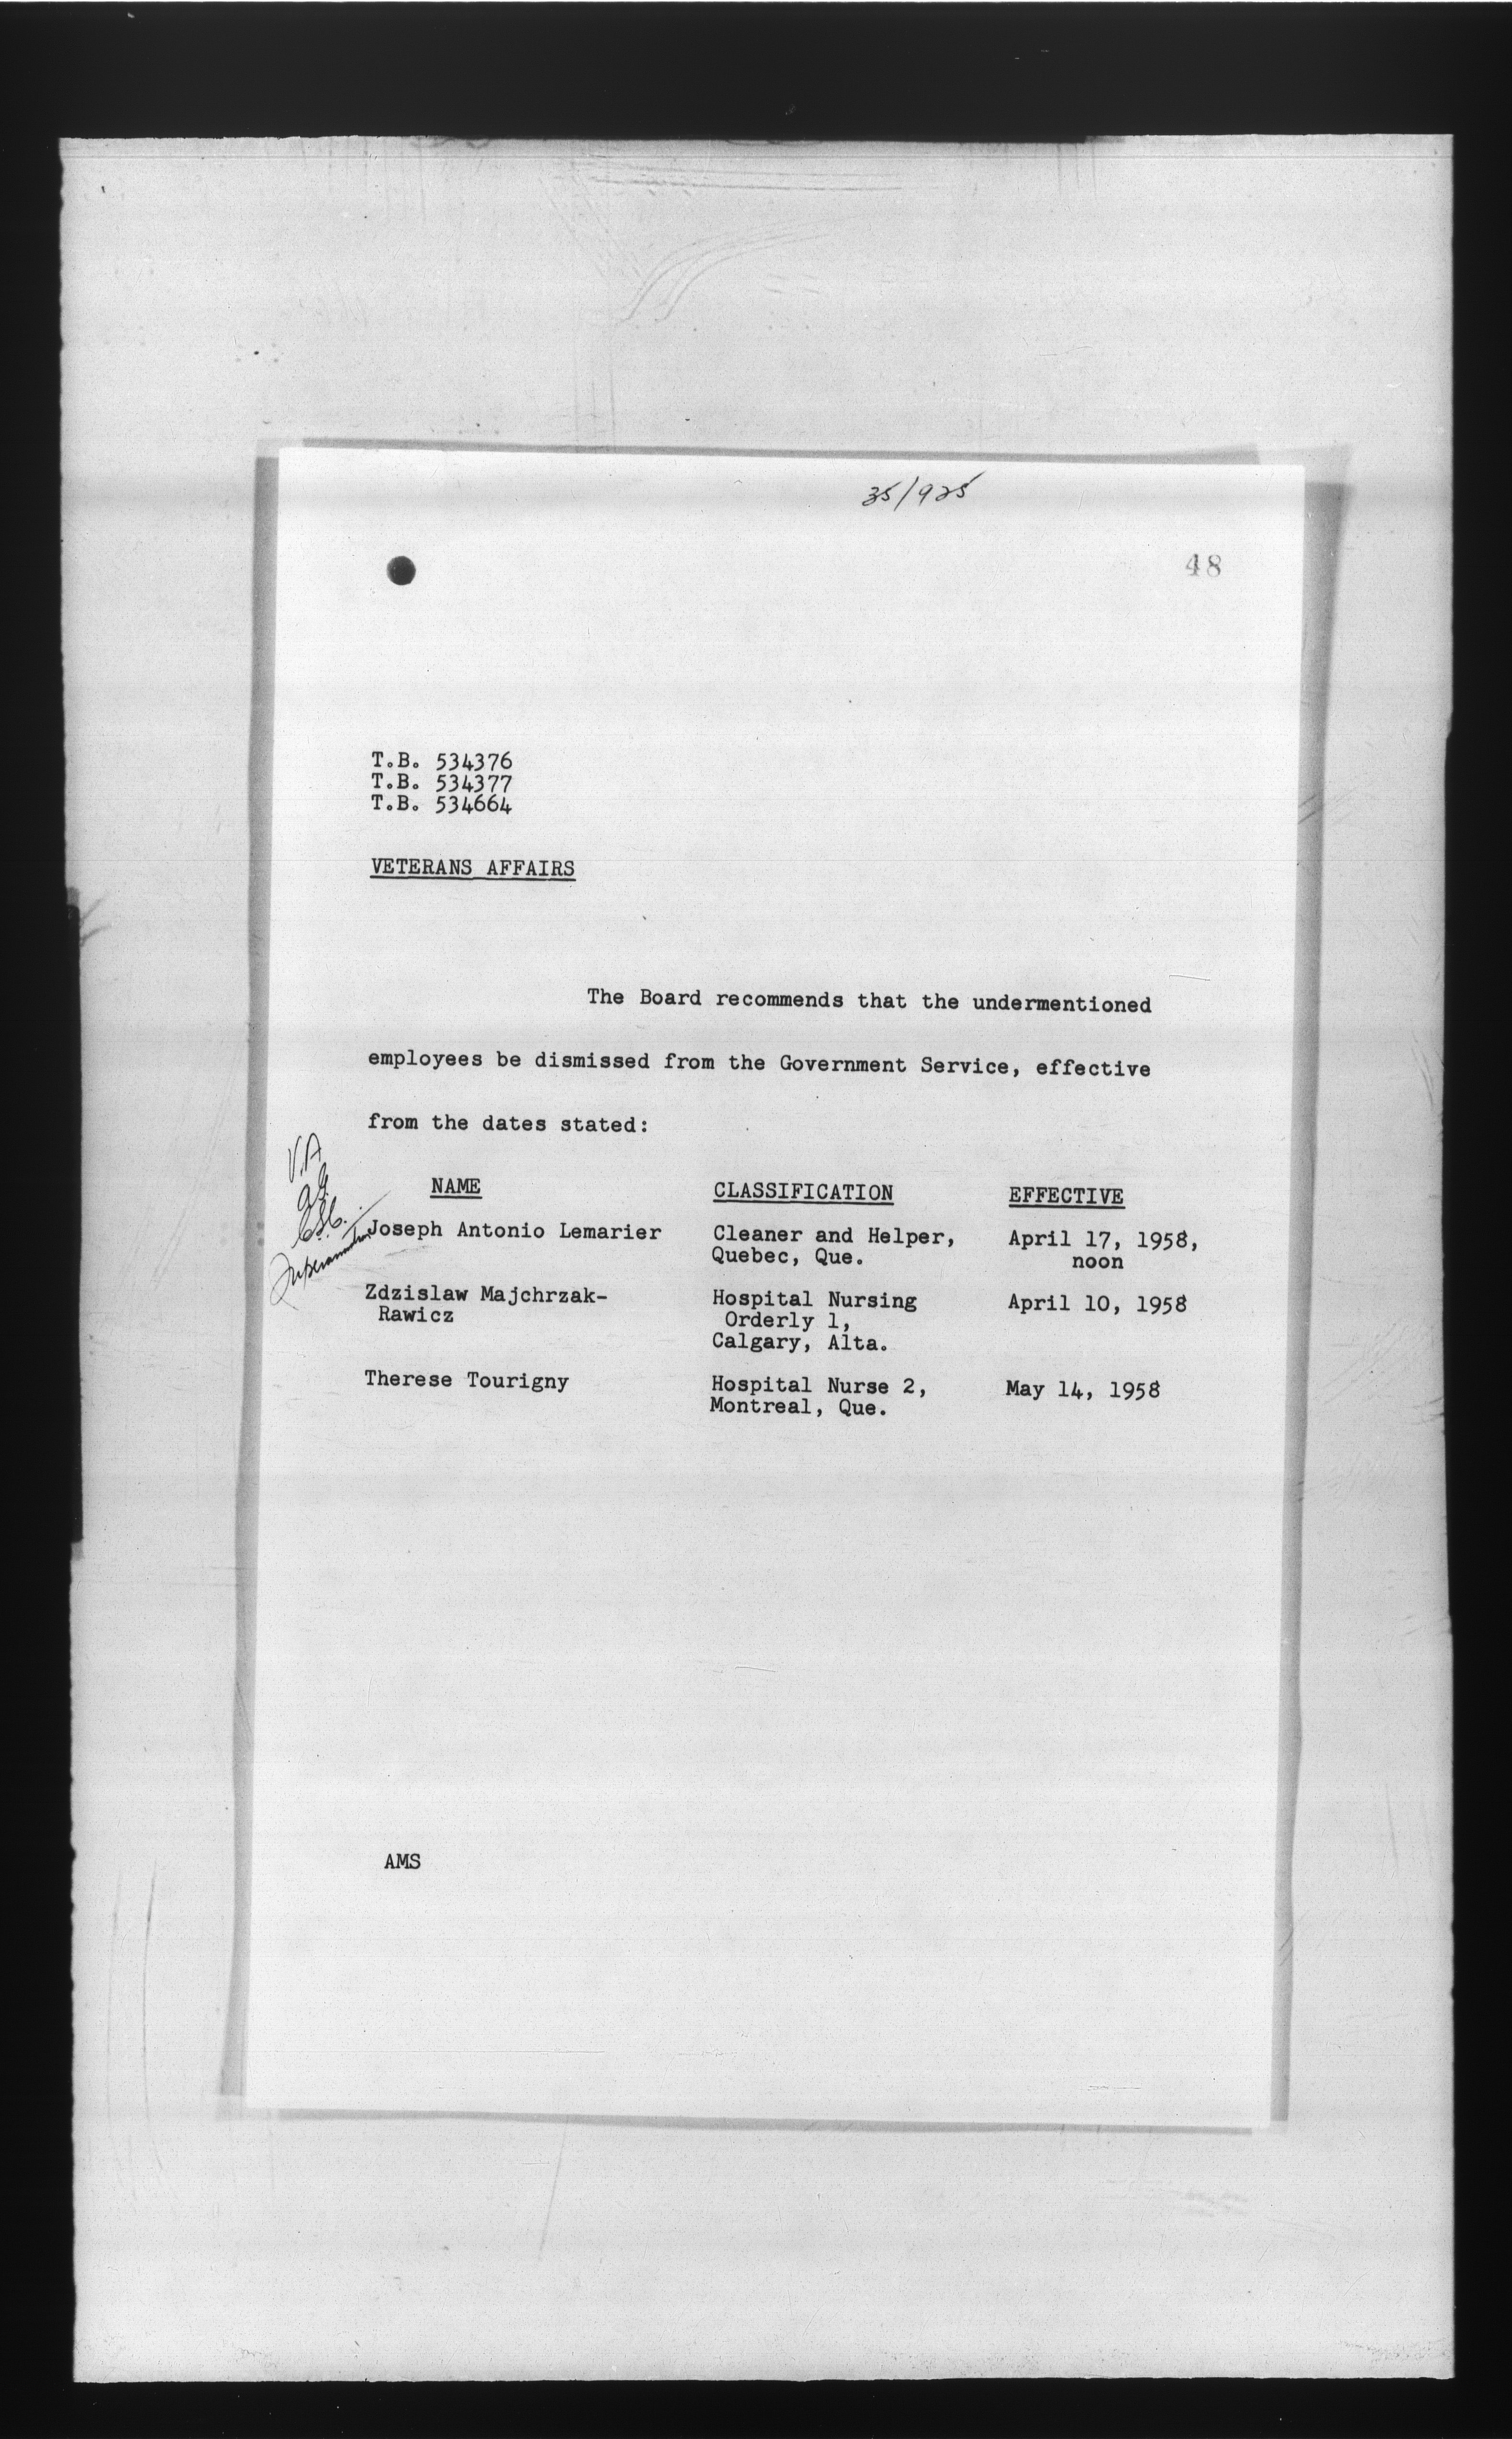 35/925
48
T.B. 534376
T.B. 534377
T.B. 534664
VETERANS AFFAIRS
The Board recommends that the undermentioned
employees be dismissed from the Government Service, effective
from the dates stated:
V.A
NAME CLASSIFICATION EFFECTIVE
Joseph Antonio Lemarier Cleaner and Helper, April 17, 1958,
Quebec, Que. noon
Zdzislaw Majchrzak- Hospital Nursing April 10, 1958
Rawicz Orderly 1,
Calgary, Alta.
Therese Tourigny Hospital Nurse 2, May 14, 1958
Montreal, Que.
AMS